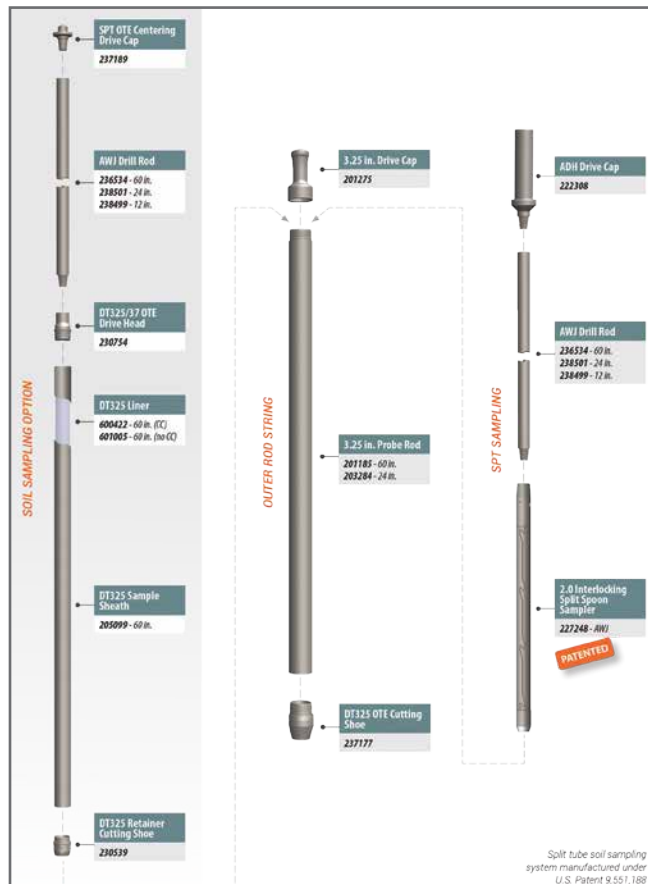 SPT OTE Centering
Drive Cap
237189
AWJ Drill Rod
236534 - 60 in.
238501 - 24 in.
238499 - 12 in.
DT325/37 OTE
Drive Head
230754
SOIL SAMPLING OPTION
DT325 Liner
600422 - 60 in. (CC)
601005 - 60 in. (no CC)
DT325 Sample
Sheath
205099 - 60 in.
DT325 Retainer
Cutting Shoe
230539
3.25 in. Drive Cap
201275
OUTER ROD STRING
3.25 in. Probe Rod
201185 - 60 in.
203284 - 24 in.
DT325 OTE Cutting
Shoe
237177
ADH Drive Cap
222308
AWJ Drill Rod
236534 - 60 in.
238501 - 24 in.
238499 - 12 in.
SPT SAMPLING
2.0 Interlocking
Split Spoon
Sampler
227248 - AWJ
PATENTED
Split tube soil sampling
system manufactured under
U.S. Patent 9,551,188